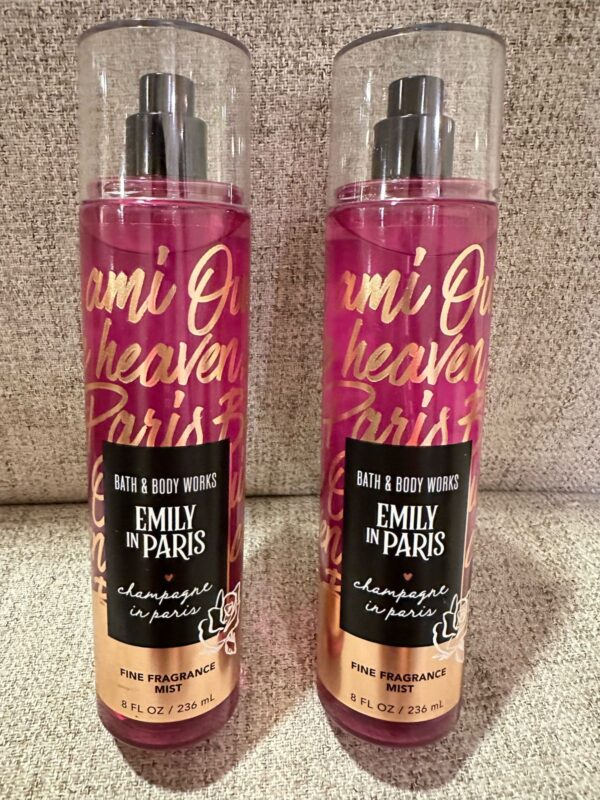 ami Ou
heaven
Paris B
BATH & BODY WORKS
EMILY
IN PARIS
champagne
in paris
FINE FRAGRANCE
MIST
8 FL OZ / 236 mL
ami Ou
heaven
Paris B
BATH & BODY WORKS
EMILY
IN PARIS
champagne
in paris
FINE FRAGRANCE
MIST
8 FL OZ / 236 mL